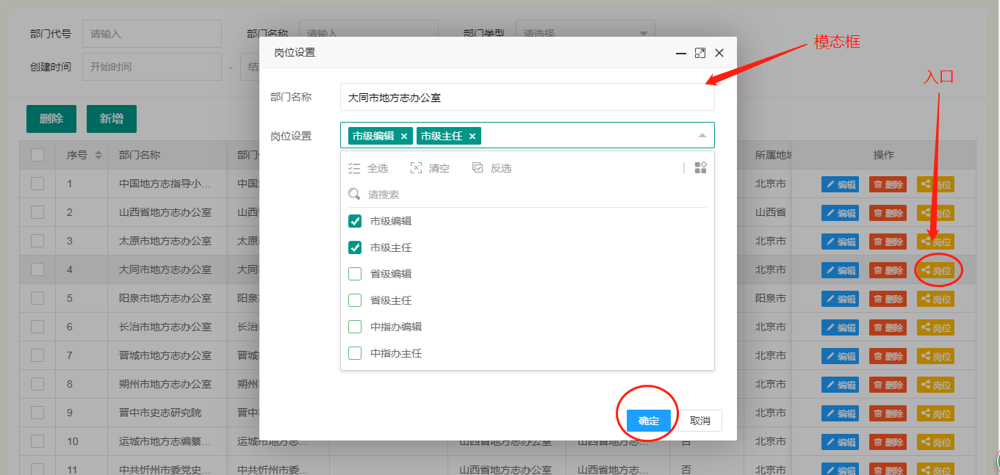 部门代号 请输入 部门名称 请输入 部门类型 请选择
岗位设置
模态框
创建时间 开始时间 - 结
入口
部门名称 大同市地方志办公室
删除 新增
岗位设置 市级编辑 × 市级主任 ×
全选 清空 反选
请搜索
市级编辑
市级主任
省级编辑
省级主任
中指办编辑
中指办主任
确定 取消
序号 部门名称 部门 所属地域 操作
1 中国地方志指导小... 中国 北京市 编辑 删除 岗位
2 山西省地方志办公室 山西 山西省 编辑 删除 岗位
3 太原市地方志办公室 太原 北京市 编辑 删除 岗位
4 大同市地方志办公室 大同 北京市 编辑 删除 岗位
5 阳泉市地方志办公室 阳泉 阳泉市 编辑 删除 岗位
6 长治市地方志办公室 长治 北京市 编辑 删除 岗位
7 晋城市地方志办公室 晋城 北京市 编辑 删除 岗位
8 朔州市地方志办公室 朔州 北京市 编辑 删除 岗位
9 晋中市史志研究院 晋中 北京市 编辑 删除 岗位
10 运城市地方志编纂... 运城市地方志... 山西省地方志办公室 山西省地方志... 否 北京市 编辑 删除 岗位
11 中共忻州市委党史... 中共忻州市委... 山西省地方志办公室 山西省地方志... 否 北京市 编辑 删除 岗位